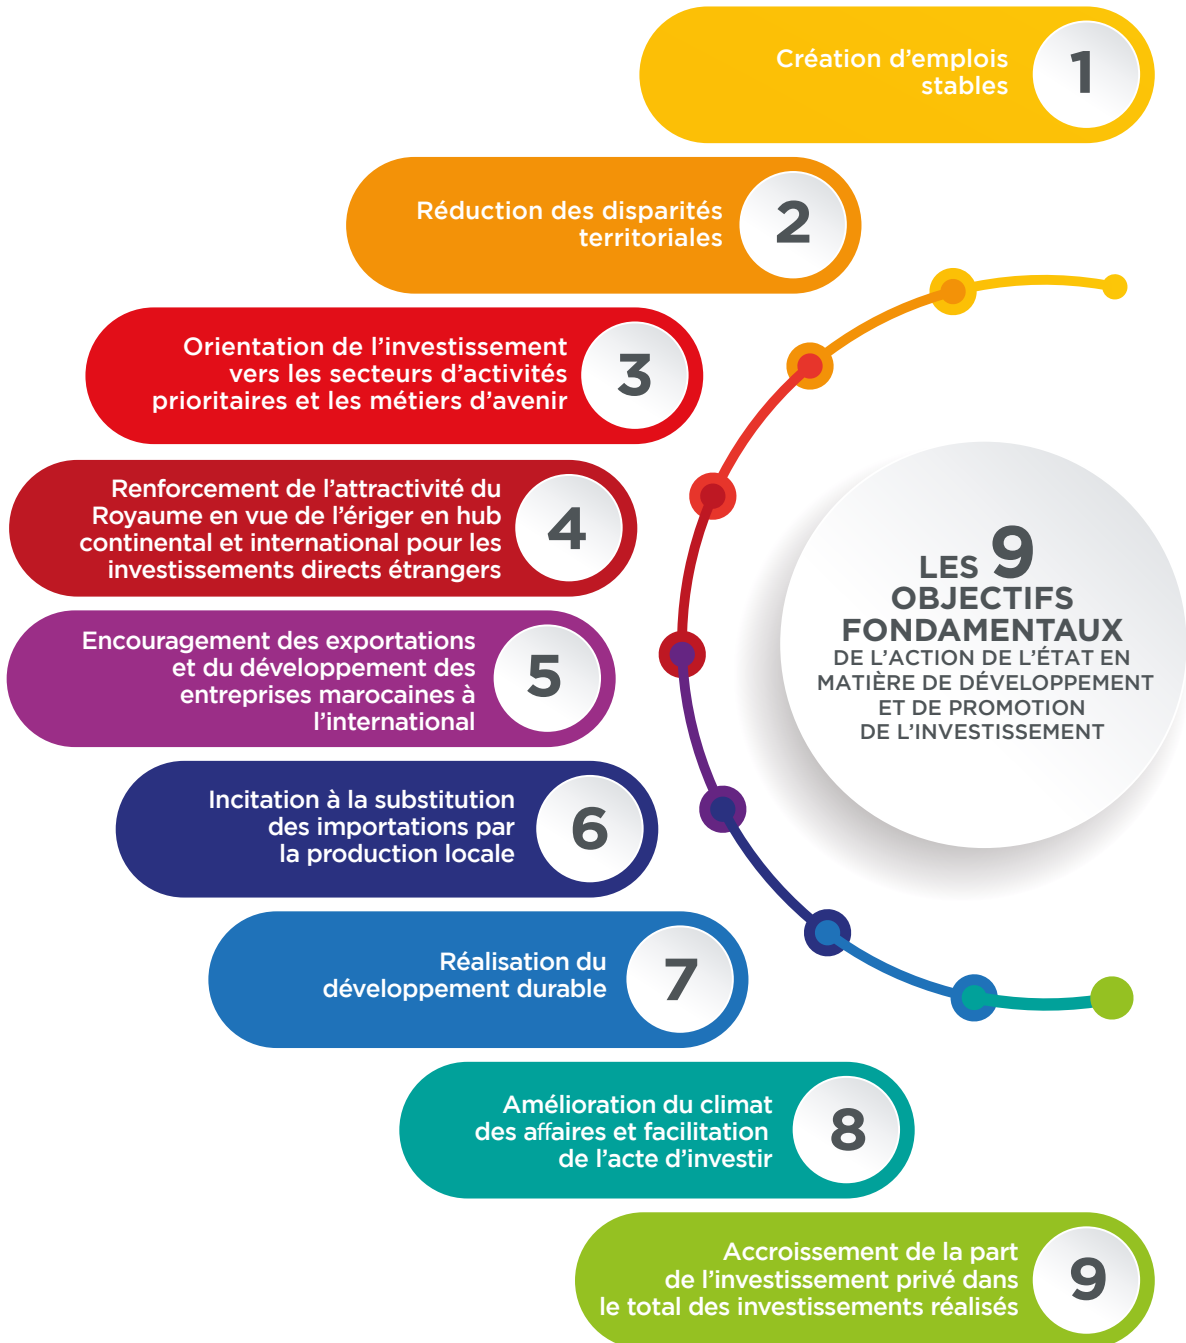 Création d’emplois
stables
1
Réduction des disparités
territoriales
2
Orientation de l’investissement
vers les secteurs d’activités
prioritaires et les métiers d’avenir
3
Renforcement de l’attractivité du
Royaume en vue de l’ériger en hub
continental et international pour les
investissements directs étrangers
4
Encouragement des exportations
et du développement des
entreprises marocaines à
l’international
5
Incitation à la substitution
des importations par
la production locale
6
Réalisation du
développement durable
7
Amélioration du climat
des affaires et facilitation
de l’acte d’investir
8
Accroissement de la part
de l’investissement privé dans
le total des investissements réalisés
9
LES 9
OBJECTIFS
FONDAMENTAUX
DE L’ACTION DE L’ÉTAT EN
MATIÈRE DE DÉVELOPPEMENT
ET DE PROMOTION
DE L’INVESTISSEMENT